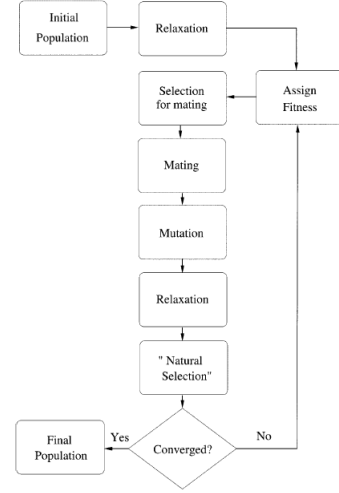 Initial
Population
Relaxation
Assign
Fitness
Selection
for mating
Mating
Mutation
Relaxation
" Natural
Selection"
Converged?
Yes
No
Final
Population